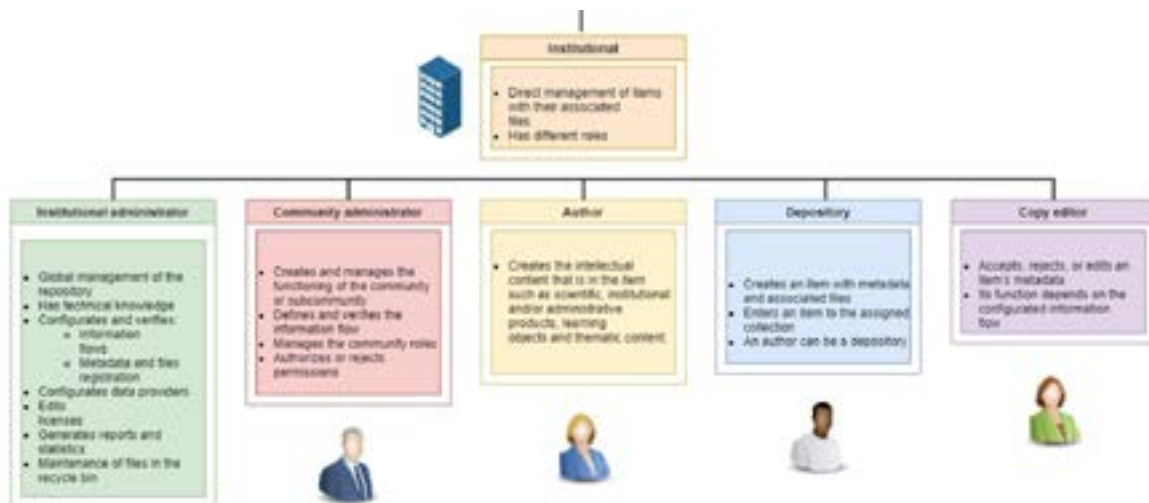 Institutional
• Direct management of items
with their associated
files
• Has different roles
Institutional administrator
• Global management of the
repository
• Has technical knowledge
• Configurates and verifies:
Information
flows
Metadata and files
registration
• Configurates data providers
• Edits
licenses
• Generates reports and
statistics
• Maintenance of files in the
recycle bin
Community administrator
• Creates and manages the
functioning of the community
or subcommunity
• Defines and verifies the
information flow
• Manages the community roles
• Authorizes or rejects
permissions
Author
• Creates the intellectual
content that is in the item
such as scientific, institutional
and/or administrative
products, learning
objects and thematic content.
Depository
• Creates an item with metadata
and associated files
• Enters an item to the assigned
collection
• An author can be a depository
Copy editor
• Accepts, rejects, or edits an
item's metadata
• Its function depends on the
configurated information
flow